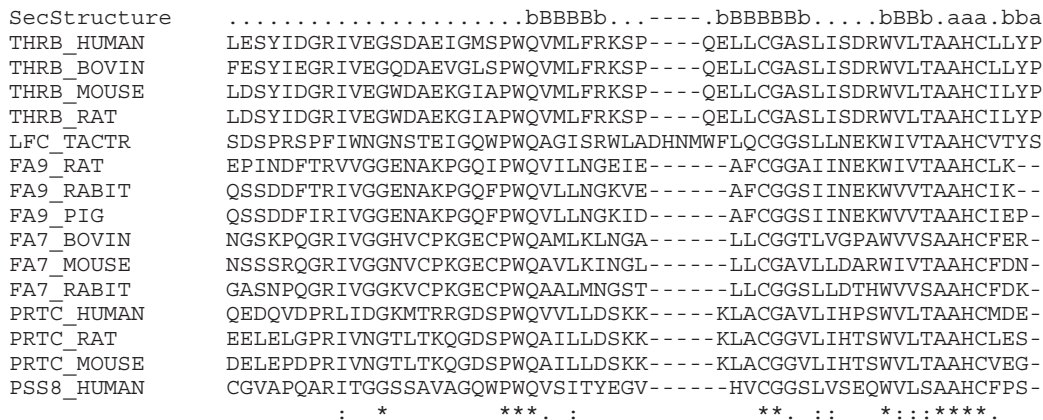 SecStructure    ..................bBBBBb...----.bBBBBBb.....bBBb.aaa.bba
THRB_HUMAN      LESYIDGRIVEGSDAEIGMSPWQVMLFRKSP----QELLCGASLISDRWVLTAAHCLLYP
THRB_BOVIN      FESYIEGRIVEGQDAEVGLSPWQVMLFRKSP----QELLCGASLISDRWVLTAAHCLLYP
THRB_MOUSE      LDSYIDGRIVEGWDAEKGIAPWQVMLFRKSP----QELLCGASLISDRWVLTAAHCILYP
THRB_RAT        LDSYIDGRIVEGWDAEKGIAPWQVMLFRKSP----QELLCGASLISDRWVLTAAHCILYP
LFC_TACTR       SDSPRSPFIWNGNSTEIGQWPWQAGISRWLADHNMWFLQCGGSLLNEKWIVTAAHCVTYS
FA9_RAT         EPINDFTRVVGGENAKPGQIPWQVILNGEIE------AFCGGAIINEKWIVTAAHCLK--
FA9_RABIT       QSSDDFTRIVGGENAKPGQFPWQVLLNGKVE------AFCGGSIINEKWVVTAAHCIK--
FA9_PIG         QSSDDFIRIVGGENAKPGQFPWQVLLNGKID------AFCGGSIINEKWVVTAAHCIEP-
FA7_BOVIN       NGSKPQGRIVGGHVCPKGECPWQAMLKLNGA------LLCGGTLVGPAWVVSAAHCFER-
FA7_MOUSE       NSSSRQGRIVGGNVCPKGECPWQAVLKINGL------LLCGAVLLDARWIVTAAHCFDN-
FA7_RABIT       GASNPQGRIVGGKVCPKGECPWQAALMNGST------LLCGGSLLDTHWVVSAAHCFDK-
PRTC_HUMAN      QEDQVDPRLIDGKMTRRGDSPWQVVLLDSKK-----KLACGAVLIHPSWVLTAAHCMDE-
PRTC_RAT        EELELGPRIVNGTLTKQGDSPWQAILLDSKK-----KLACGGVLIHTSWVLTAAHCLES-
PRTC_MOUSE      DELEPDPRIVNGTLTKQGDSPWQAILLDSKK-----KLACGAVLIHTSWVLTAAHCVEG-
PSS8_HUMAN      CGVAPQARITGGSSAVAGQWPWQVSITYEGV------HVCGGSLVSEQWVLSAAHCFPS-
: * ***. : **. :: *:::****.